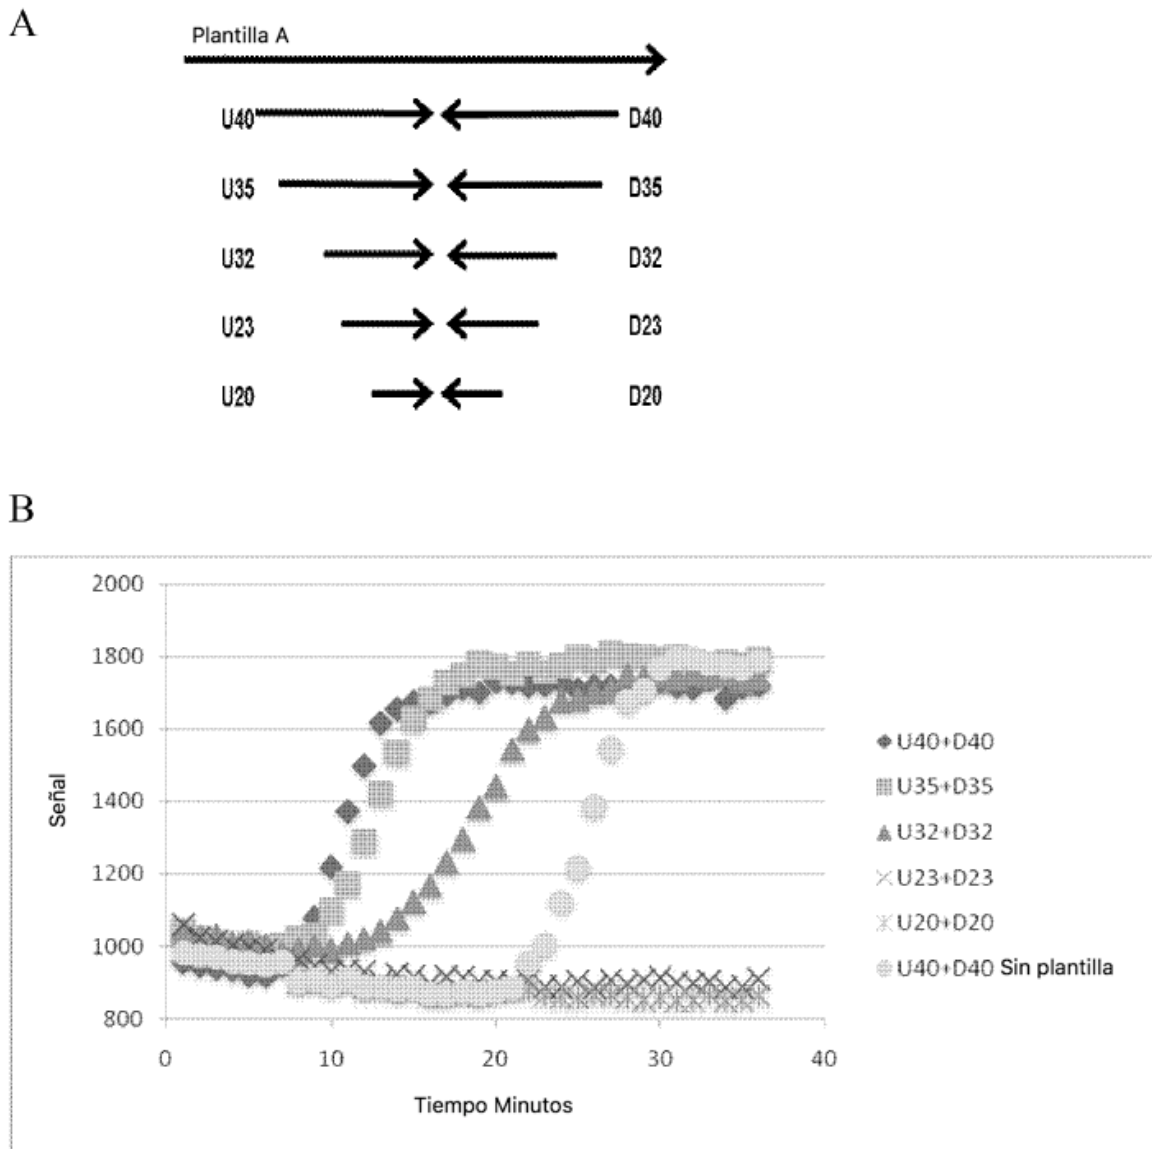 A
Plantilla A
U40 D40
U35 D35
U32 D32
U23 D23
U20 D20
B
2000
1800
1600
1400
1200
1000
800
Señal
0 10 20 30 40
Tiempo Minutos
U40+D40
U35+D35
U32+D32
U23+D23
U20+D20
U40+D40 Sin plantilla